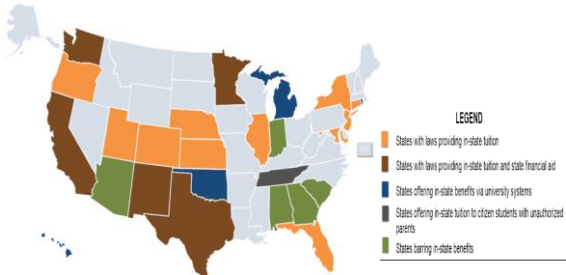 LEGEND
States with laws providing in-state tuition
States with laws providing in-state tuition and state financial aid
States offering in-state benefits via university systems
States offering in-state tuition to citizen students with unauthorized
parents
States barring in-state benefits